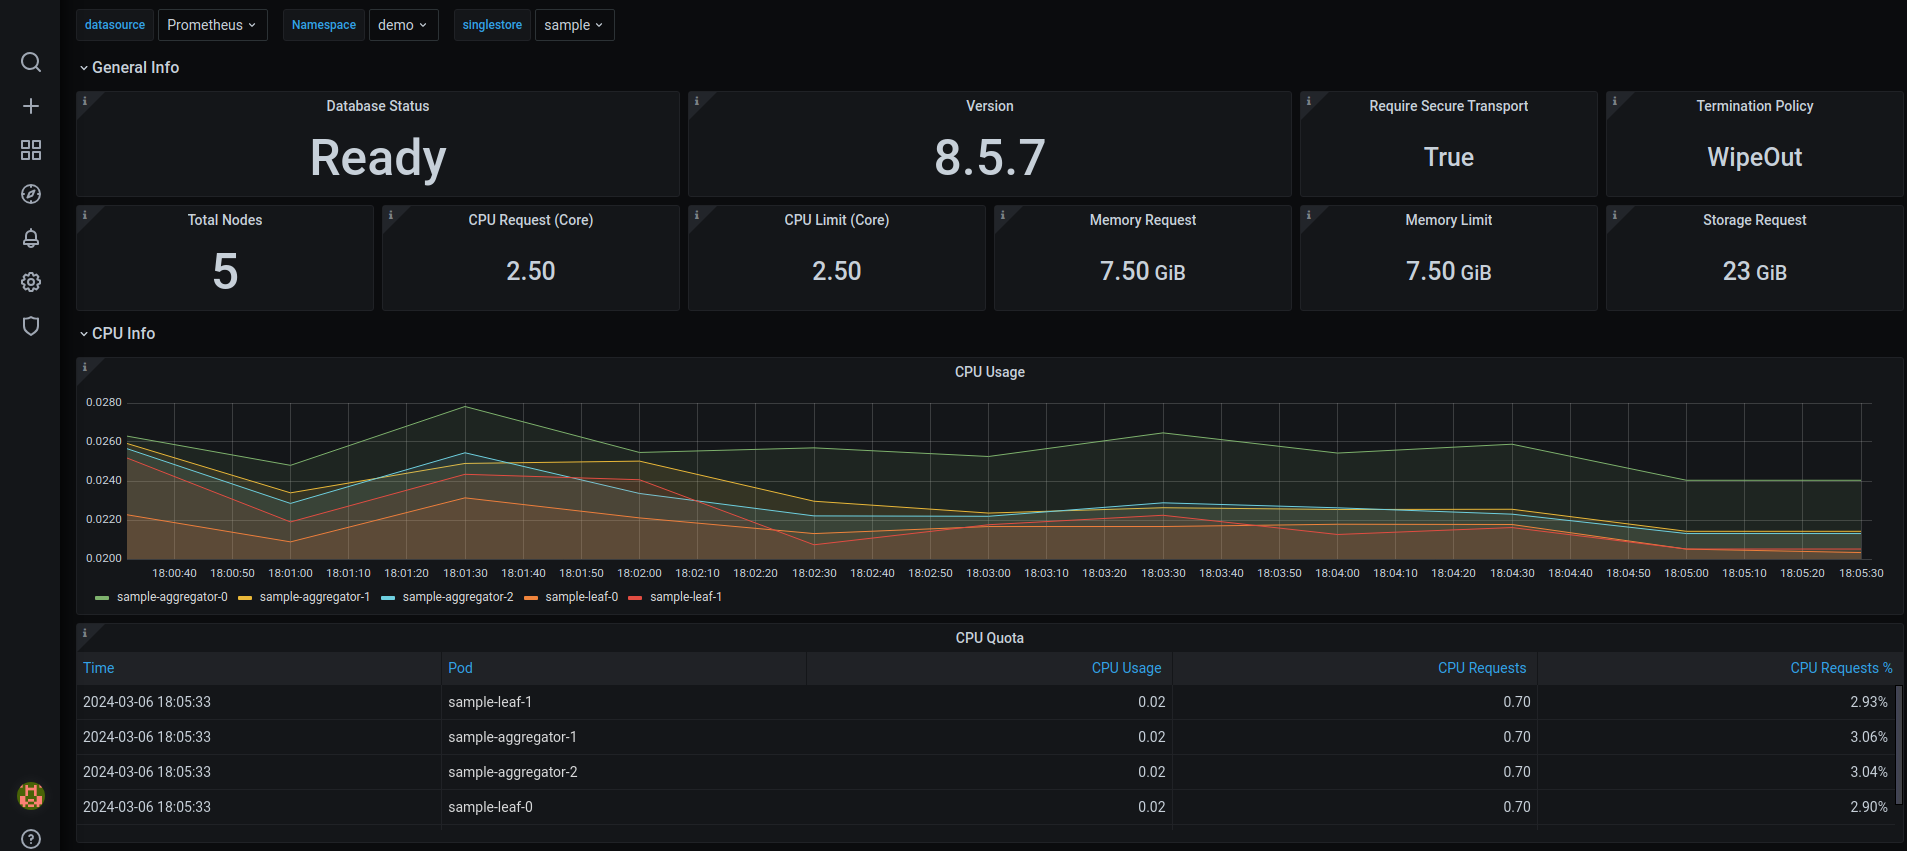 datasource Prometheus Namespace demo singlestore sample
General Info
Database Status Version Require Secure Transport Termination Policy
Ready 8.5.7 True WipeOut
Total Nodes CPU Request (Core) CPU Limit (Core) Memory Request Memory Limit Storage Request
5 2.50 2.50 7.50 GiB 7.50 GiB 23 GiB
CPU Info
CPU Usage
0.0280
0.0260
0.0240
0.0220
0.0200
18:00:40 18:00:50 18:01:00 18:01:10 18:01:20 18:01:30 18:01:40 18:01:50 18:02:00 18:02:10 18:02:20 18:02:30 18:02:40 18:02:50 18:03:00 18:03:10 18:03:20 18:03:30 18:03:40 18:03:50 18:04:00 18:04:10 18:04:20 18:04:30 18:04:40 18:04:50 18:05:00 18:05:10 18:05:20 18:05:30
sample-aggregator-0 sample-aggregator-1 sample-aggregator-2 sample-leaf-0 sample-leaf-1
CPU Quota
Time Pod CPU Usage CPU Requests CPU Requests %
2024-03-06 18:05:33 sample-leaf-1 0.02 0.70 2.93%
2024-03-06 18:05:33 sample-aggregator-1 0.02 0.70 3.06%
2024-03-06 18:05:33 sample-aggregator-2 0.02 0.70 3.04%
2024-03-06 18:05:33 sample-leaf-0 0.02 0.70 2.90%